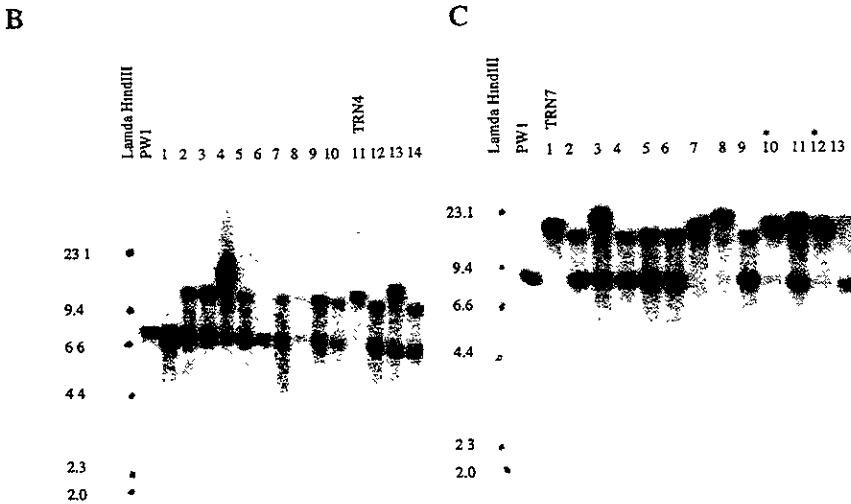 B
C
Lamda HindIII
PW1
1 2 3 4 5 6 7 8 9 10 11 12 13 14
TRN4
23 1
9.4
6 6
4 4
2.3
2.0
Lamda HindIII
PW1
TRN7
* *
1 2 3 4 5 6 7 8 9 10 11 12 13
23.1
9.4
6.6
4.4
2 3
2.0